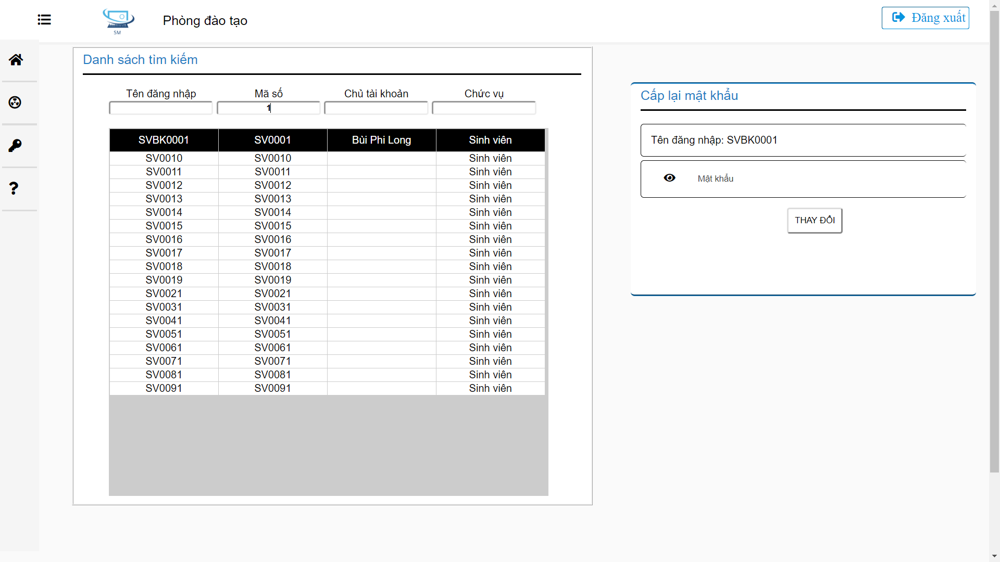 SM
Phòng đào tạo
Đăng xuất
Danh sách tìm kiếm
Tên đăng nhập Mã số Chủ tài khoản Chức vụ
1
SVBK0001 SV0001 Bùi Phi Long Sinh viên
SV0010 SV0010 Sinh viên
SV0011 SV0011 Sinh viên
SV0012 SV0012 Sinh viên
SV0013 SV0013 Sinh viên
SV0014 SV0014 Sinh viên
SV0015 SV0015 Sinh viên
SV0016 SV0016 Sinh viên
SV0017 SV0017 Sinh viên
SV0018 SV0018 Sinh viên
SV0019 SV0019 Sinh viên
SV0021 SV0021 Sinh viên
SV0031 SV0031 Sinh viên
SV0041 SV0041 Sinh viên
SV0051 SV0051 Sinh viên
SV0061 SV0061 Sinh viên
SV0071 SV0071 Sinh viên
SV0081 SV0081 Sinh viên
SV0091 SV0091 Sinh viên
Cấp lại mật khẩu
Tên đăng nhập: SVBK0001
Mật khẩu
THAY ĐỔI